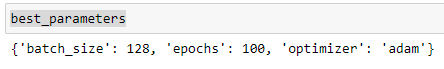 best_parameters
{'batch_size': 128, 'epochs': 100, 'optimizer': 'adam'}